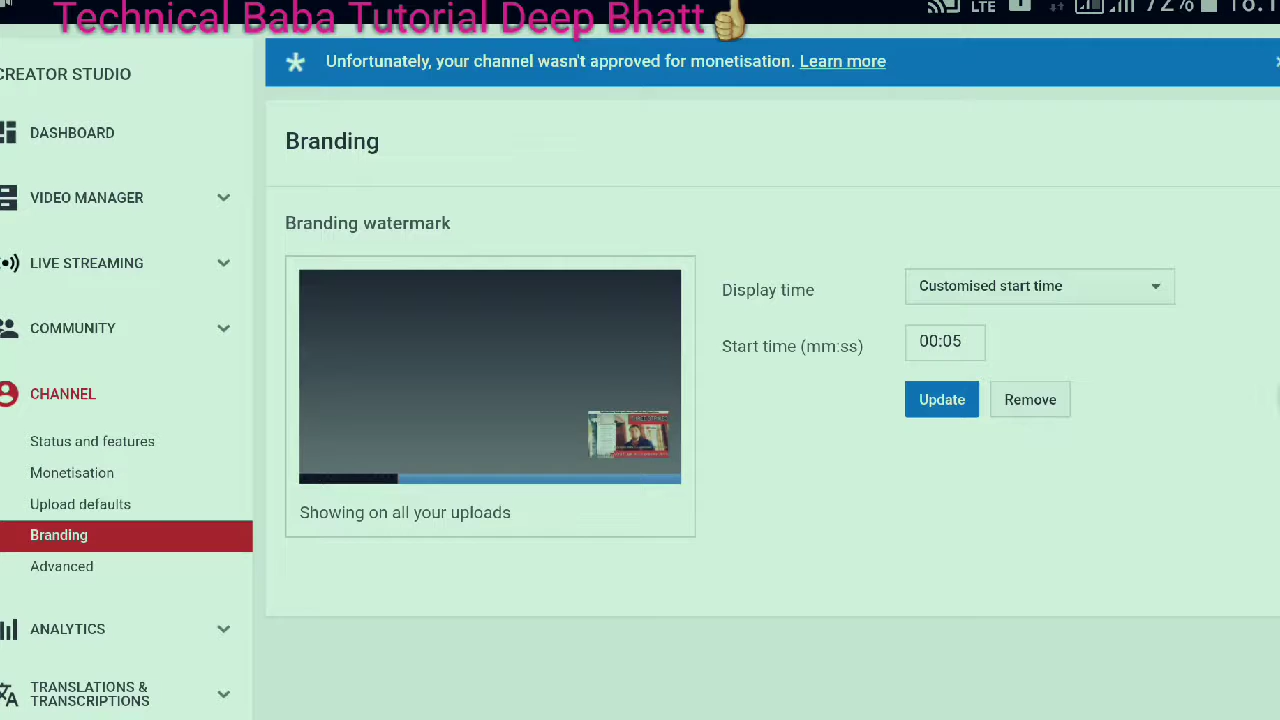 Technical Baba Tutorial Deep Bhatt👍
LTE
72%
CREATOR STUDIO
Unfortunately, your channel wasn't approved for monetisation. Learn more
DASHBOARD
Branding
VIDEO MANAGER
Branding watermark
LIVE STREAMING
Display time
Customised start time
COMMUNITY
Start time (mm:ss)
00:05
CHANNEL
Update
Remove
Status and features
Monetisation
Upload defaults
Showing on all your uploads
Branding
Advanced
ANALYTICS
TRANSLATIONS &
TRANSCRIPTIONS